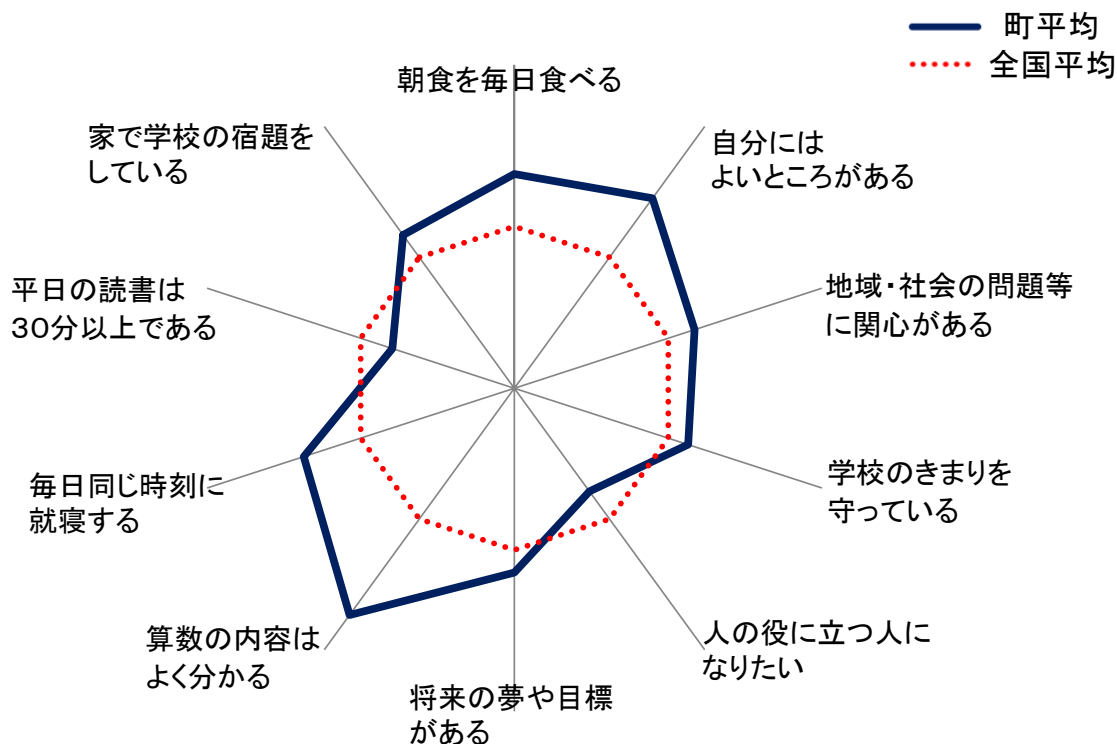 町平均
全国平均
朝食を毎日食べる
自分には
よいところがある
地域・社会の問題等
に関心がある
学校のきまりを
守っている
人の役に立つ人に
なりたい
将来の夢や目標
がある
算数の内容は
よく分かる
毎日同じ時刻に
就寝する
平日の読書は
30分以上である
家で学校の宿題を
している